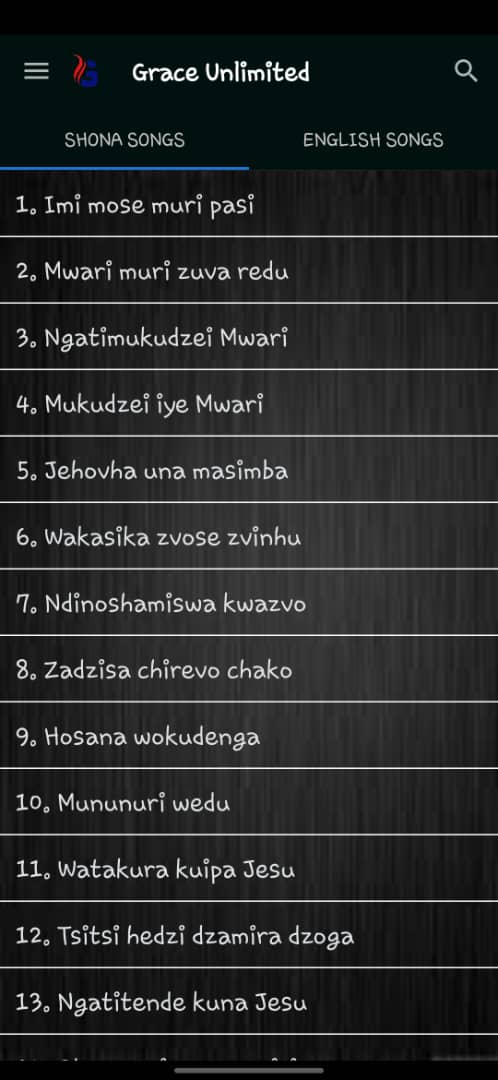 Grace Unlimited
SHONA SONGS
ENGLISH SONGS
1. Imi mose muri pasi
2. Mwari muri zuva redu
3. Ngatimukudzei Mwari
4. Mukudzei iye Mwari
5. Jehovha una masimba
6. Wakasika zvose zvinhu
7. Ndinoshamiswa kwazvo
8. Zadzisa chirevo chako
9. Hosana wokudenga
10. Mununuri wedu
11. Watakura kuipa Jesu
12. Tsitsi hedzi dzamira dzoga
13. Ngatitende kuna Jesu